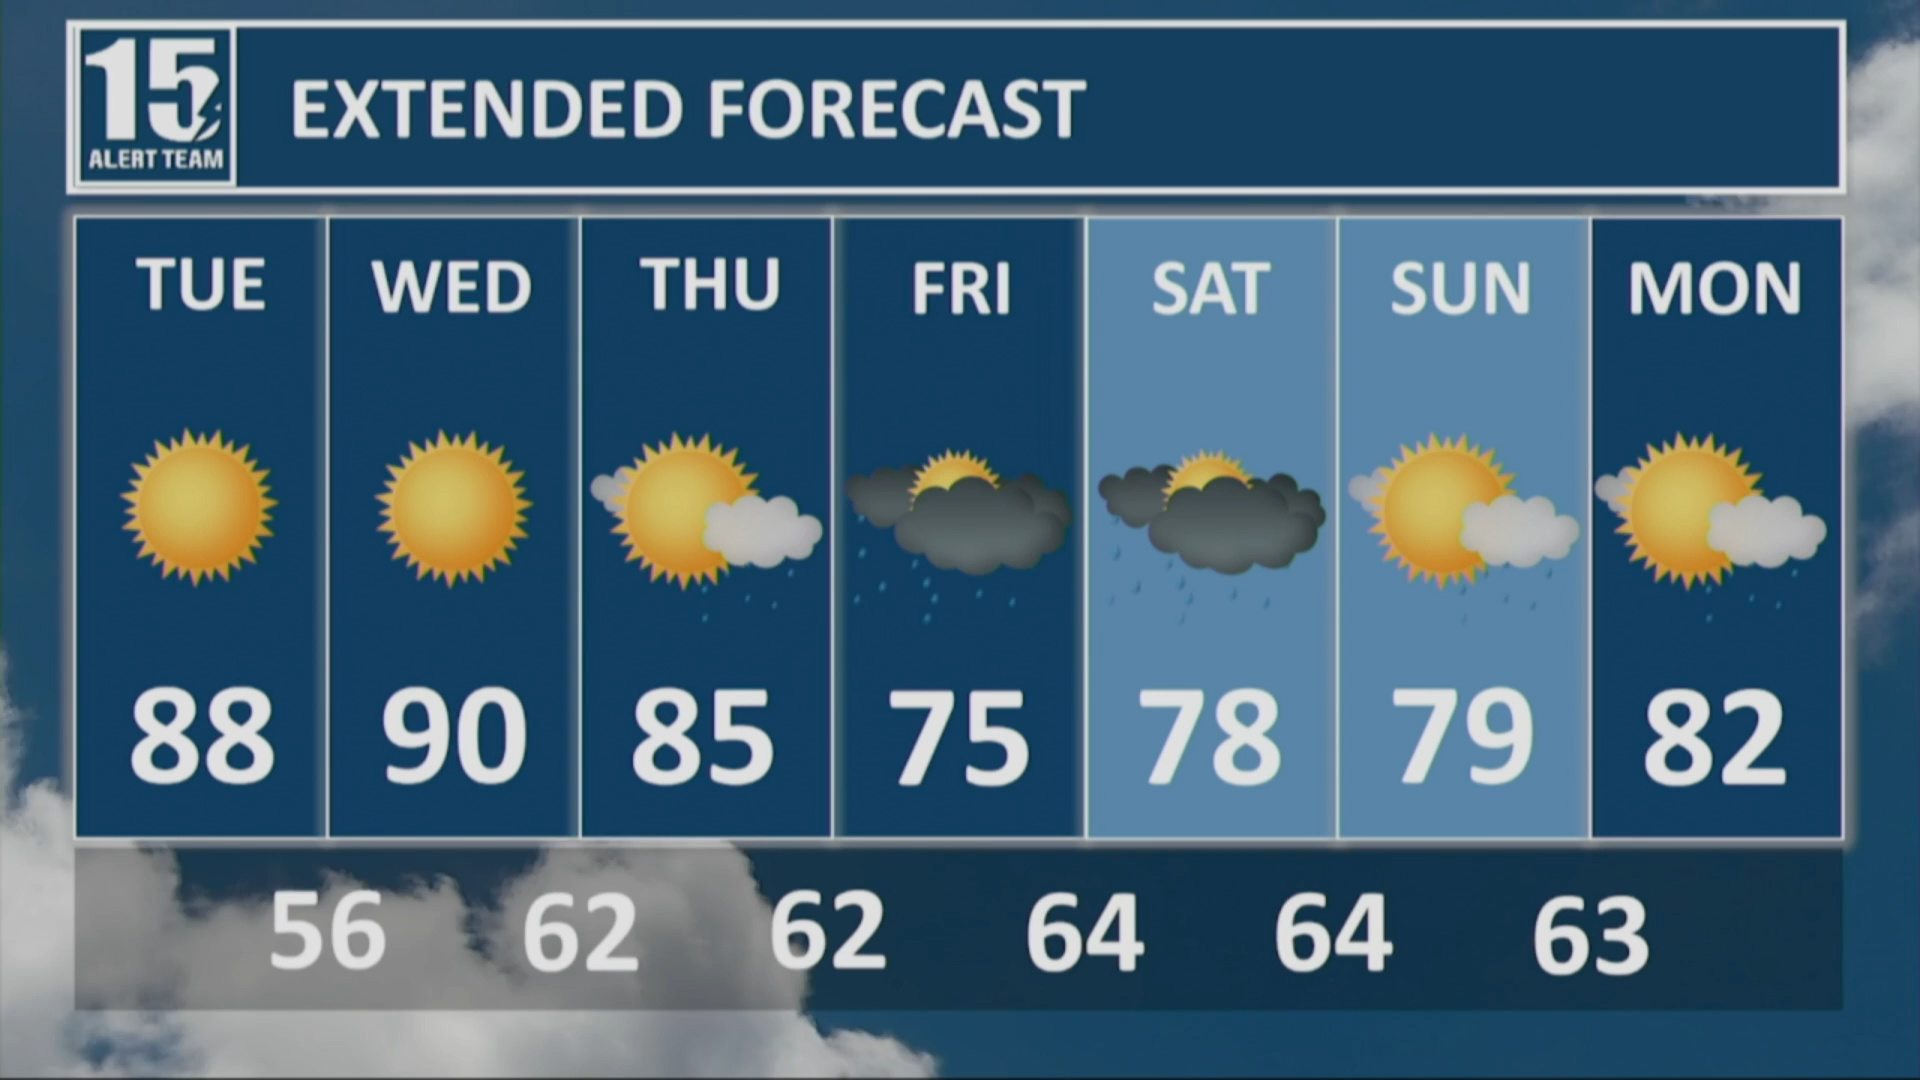 15
ALERT TEAM
EXTENDED FORECAST
TUE WED THU FRI SAT SUN MON
88 90 85 75 78 79 82
56 62 62 64 64 63